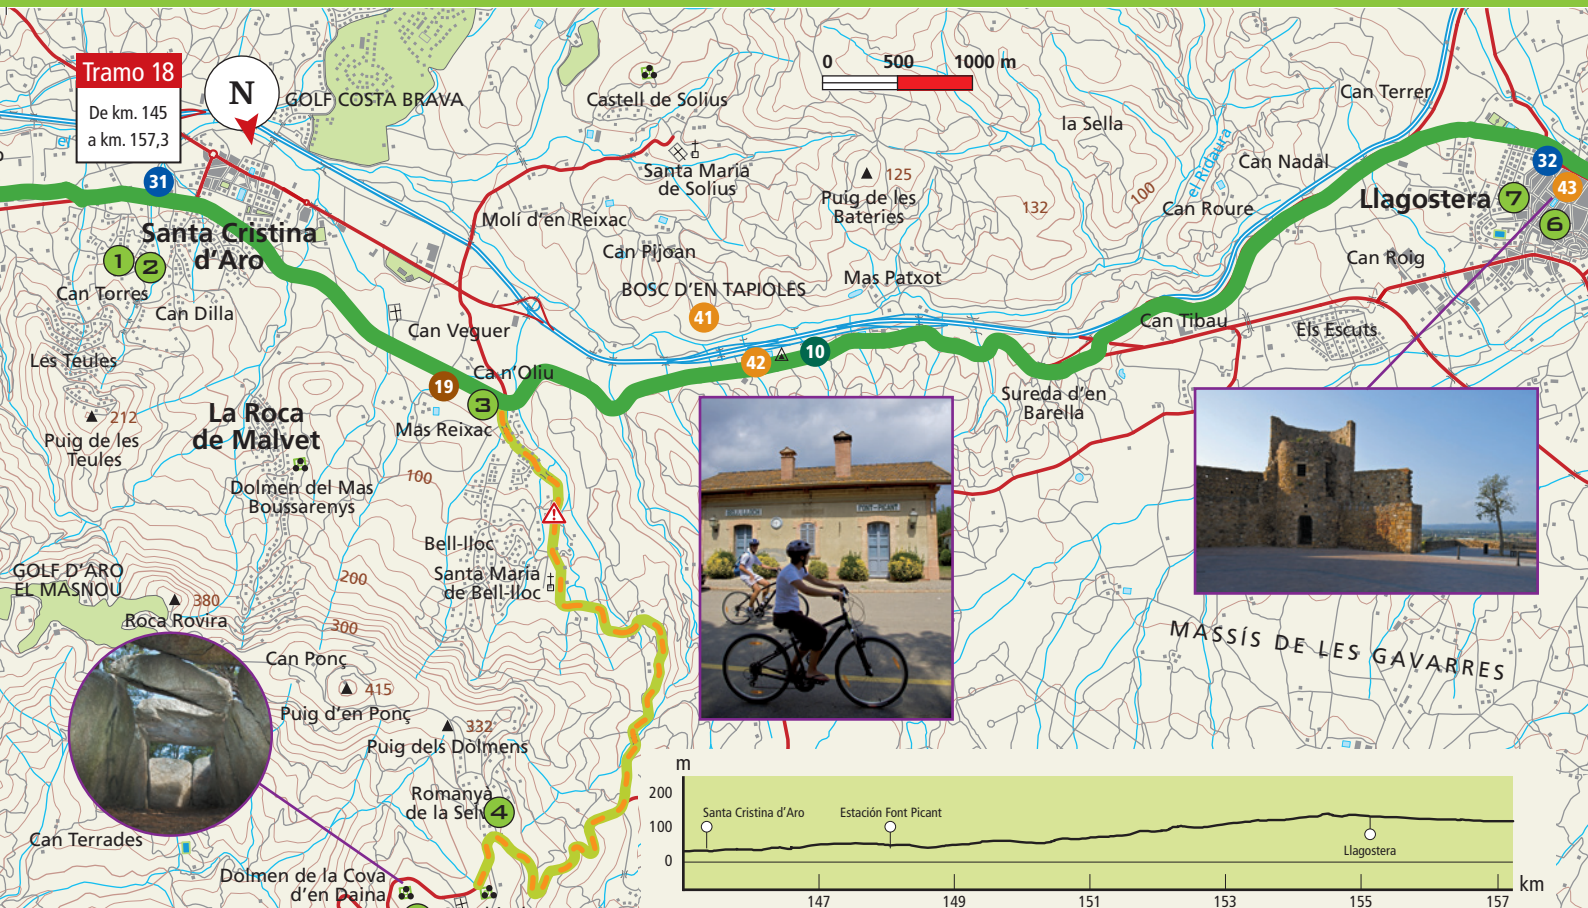 Tramo 18
De km. 145
a km. 157,3
N
GOLF COSTA BRAVA
0 500 1000 m
Castell de Solius
Santa Maria
de Solius
la Sella
Can Terrer
el Ridaura
Can Nadal
Can Roure
125
Puig de les
Bateries
132
100
31
32
43
7
6
Llagostera
Santa Cristina
d'Aro
1
2
Can Torres
Can Dilla
Molí d'en Reixac
Can Pijoan
BOSC D'EN TAPIOLES
41
Mas Patxot
Can Roig
Can Tibau
Els Escuts
Can Veguer
Les Teules
Ca n'Oliu
42
10
19
3
Mas Reixac
Sureda d'en
Barella
212
Puig de les
Teules
La Roca
de Malvet
Dolmen del Mas
Boussarenys
100
Bell-lloc
Santa Maria
de Bell-lloc
BELL-LLOCH
FONT-PICANT
GOLF D'ARO
EL MASNOU
380
Roca Rovira
200
300
MASSÍS DE LES GAVARRES
Can Ponç
415
Puig d'en Ponç
332
Puig dels Dòlmens
Romanyà
de la Selva
4
Can Terrades
Dolmen de la Cova
d'en Daina
m
200
100
0
Santa Cristina d'Aro
Estación Font Picant
Llagostera
km
147 149 151 153 155 157